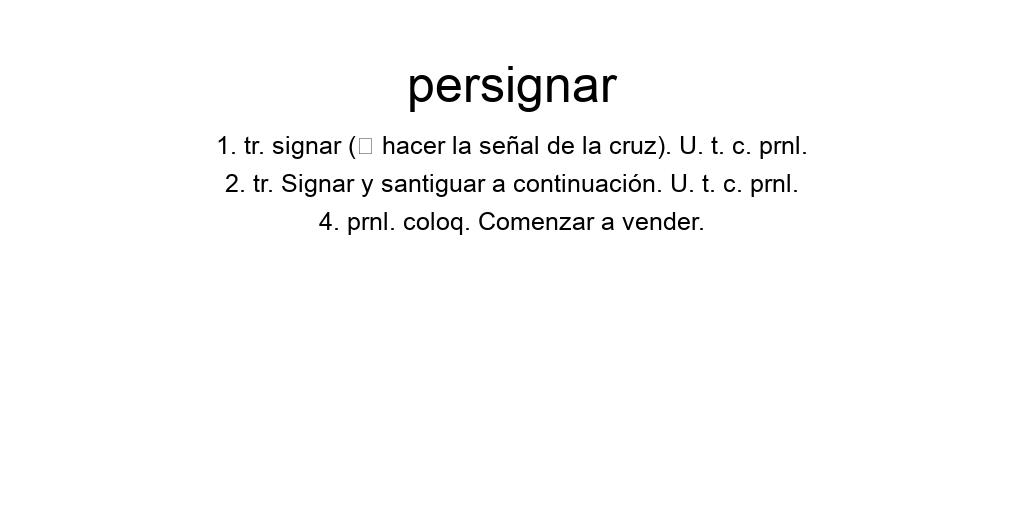 persignar
1. tr. signar (□ hacer la señal de la cruz). U. t. c. prnl.
2. tr. Signar y santiguar a continuación. U. t. c. prnl.
4. prnl. coloq. Comenzar a vender.